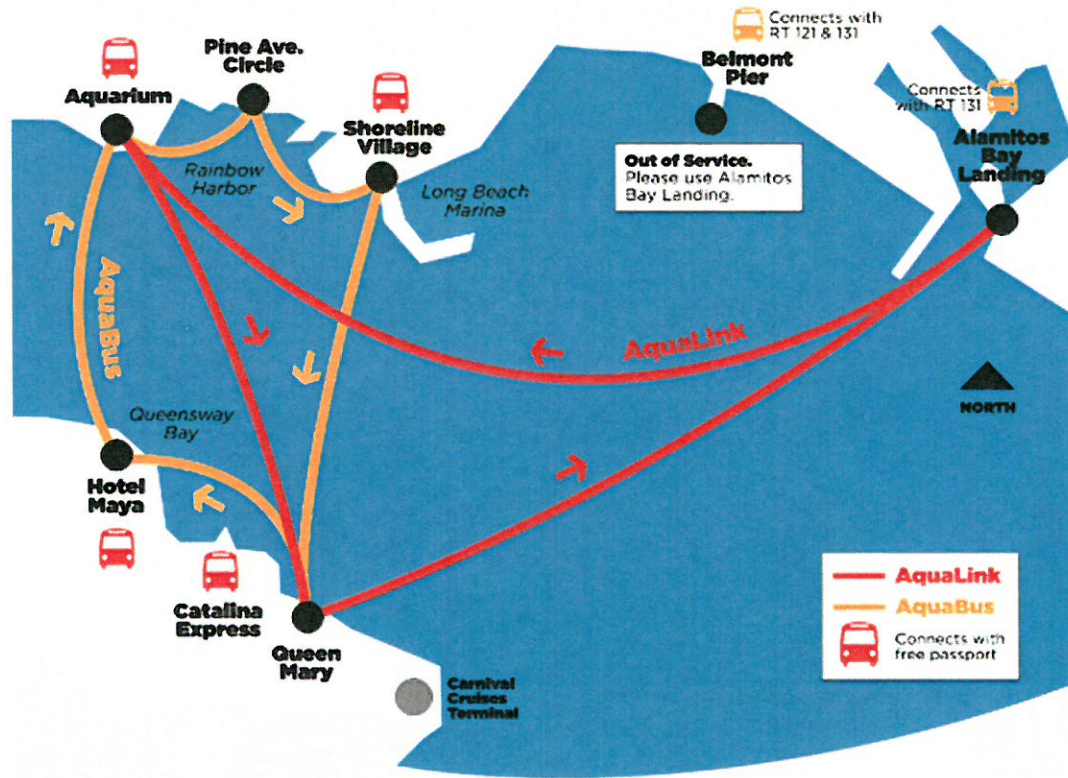 Connects with
RT 121 & 131
Pine Ave.
Circle
Belmont
Pier
Aquarium
Connects
with RT 131
Shoreline
Village
Alamitos
Bay
Landing
Out of Service.
Please use Alamitos
Bay Landing.
Rainbow
Harbor
Long Beach
Marina
AquaBus
AquaLink
NORTH
Queensway
Bay
Hotel
Maya
Catalina
Express
Queen
Mary
Carnival
Cruises
Terminal
AquaLink
AquaBus
Connects with
free passport